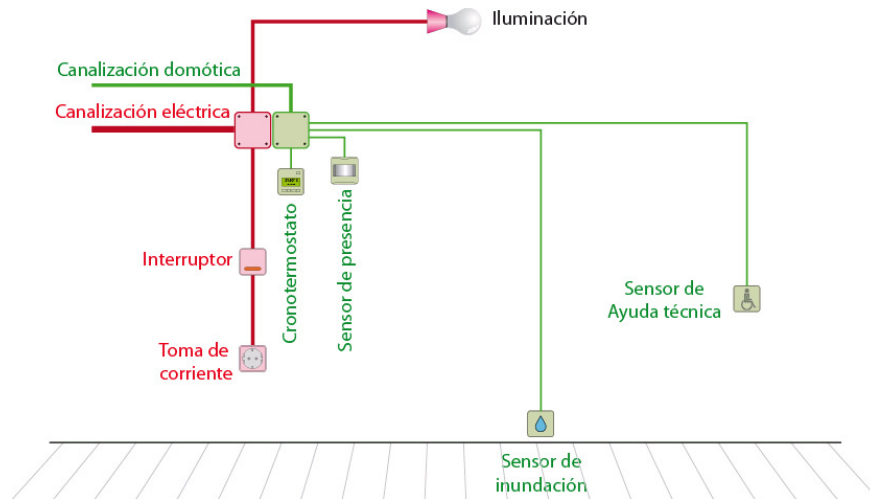 Iluminación
Canalización domótica
Canalización eléctrica
Interruptor
Cronotermostato
Sensor de presencia
Sensor de
Ayuda técnica
Toma de
corriente
Sensor de
inundación